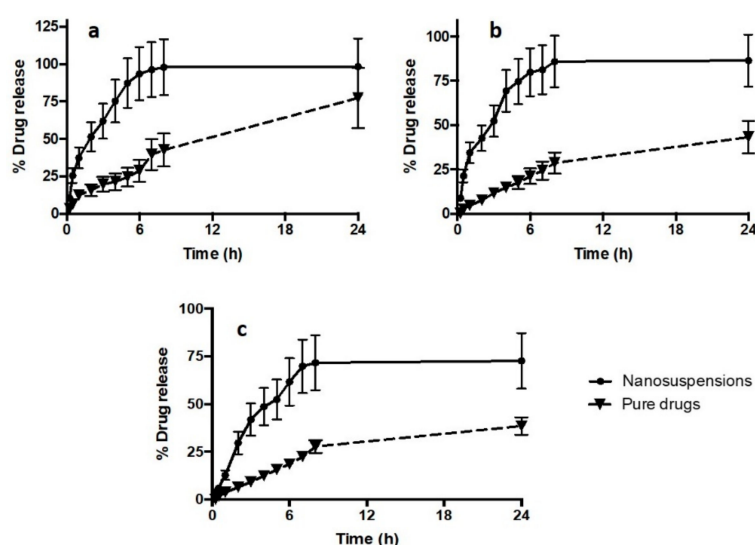 a
% Drug release
125
100
75
50
25
0
0 6 12 18 24
Time (h)
b
% Drug release
100
75
50
25
0
0 6 12 18 24
Time (h)
c
% Drug release
100
75
50
25
0
0 6 12 18 24
Time (h)
Nanosuspensions
Pure drugs